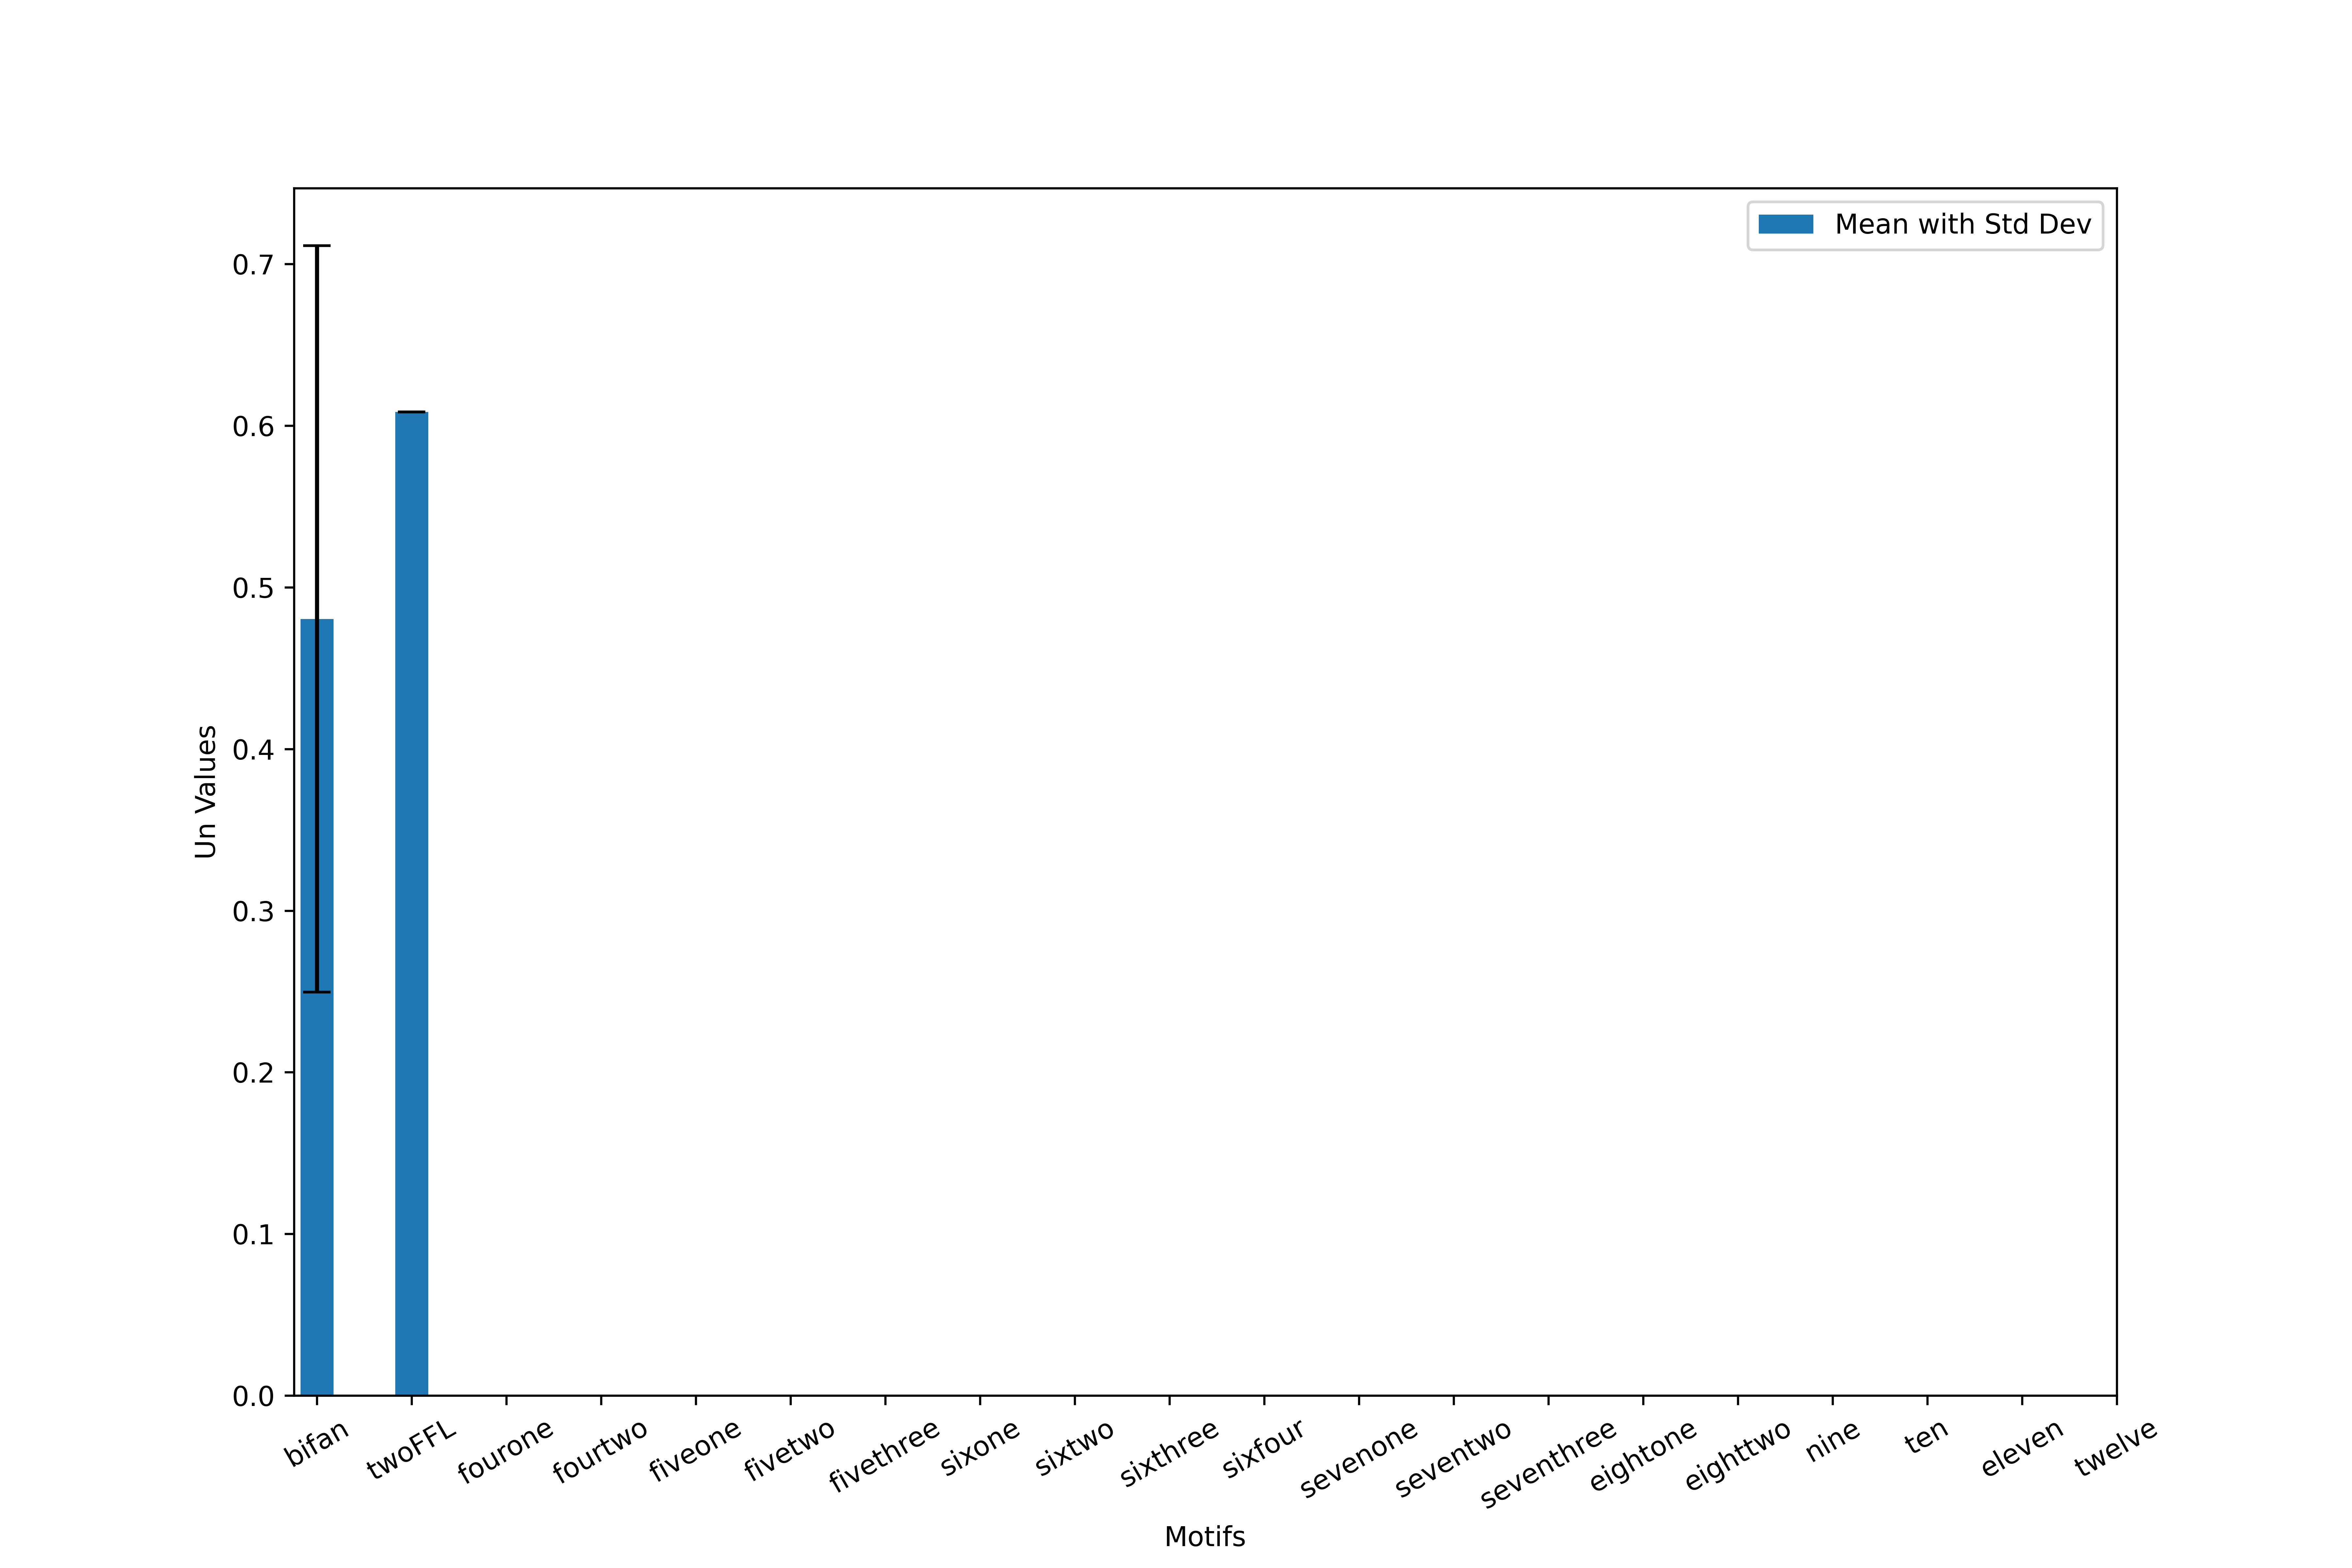 Mean with Std Dev
0.7
0.6
0.5
0.4
0.3
0.2
0.1
0.0
Un Values
bifan
twoFFL
fourone
fourtwo
fiveone
fivetwo
fivethree
sixone
sixtwo
sixthree
sixfour
sevenone
seventwo
seventhree
eightone
eighttwo
nine
ten
eleven
twelve
Motifs